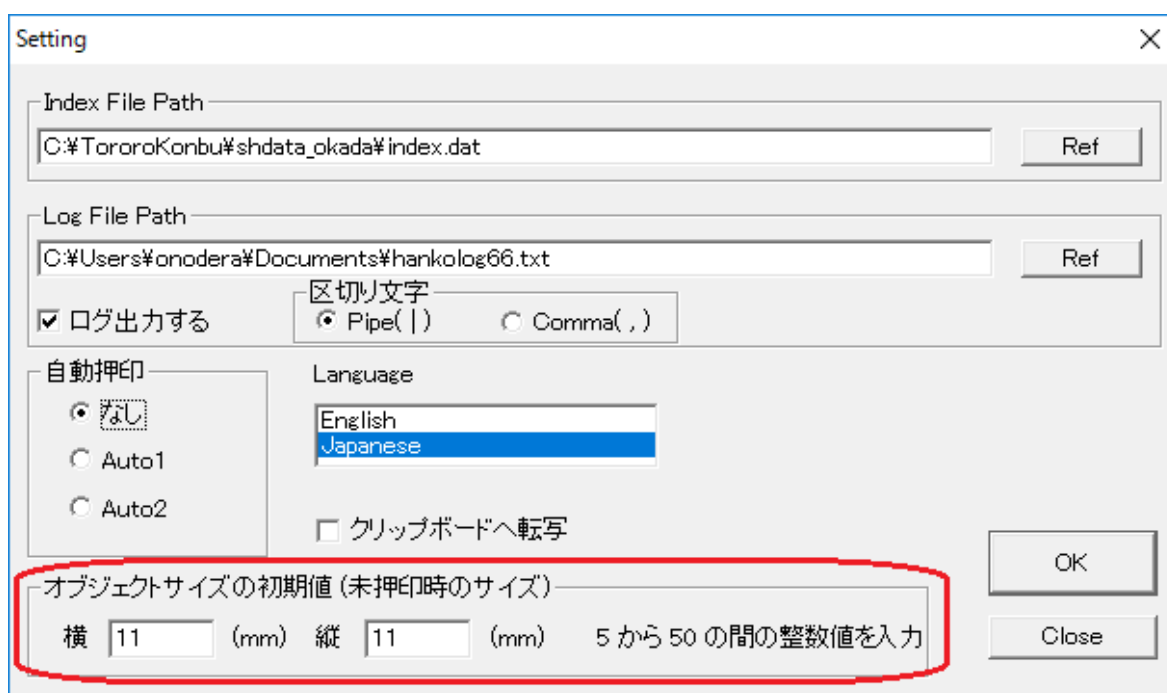 Setting
Index File Path
C:¥TororoKonbu¥shdata_okada¥index.dat
Ref
Log File Path
C:¥Users¥onodera¥Documents¥hankolog66.txt
Ref
ログ出力する
区切り文字
Pipe( | )
Comma( , )
自動押印
なし
Auto1
Auto2
Language
English
Japanese
クリップボードへ転写
オブジェクトサイズの初期値(未押印時のサイズ)
横 11 (mm) 縦 11 (mm) 5 から 50 の間の整数値を入力
OK
Close